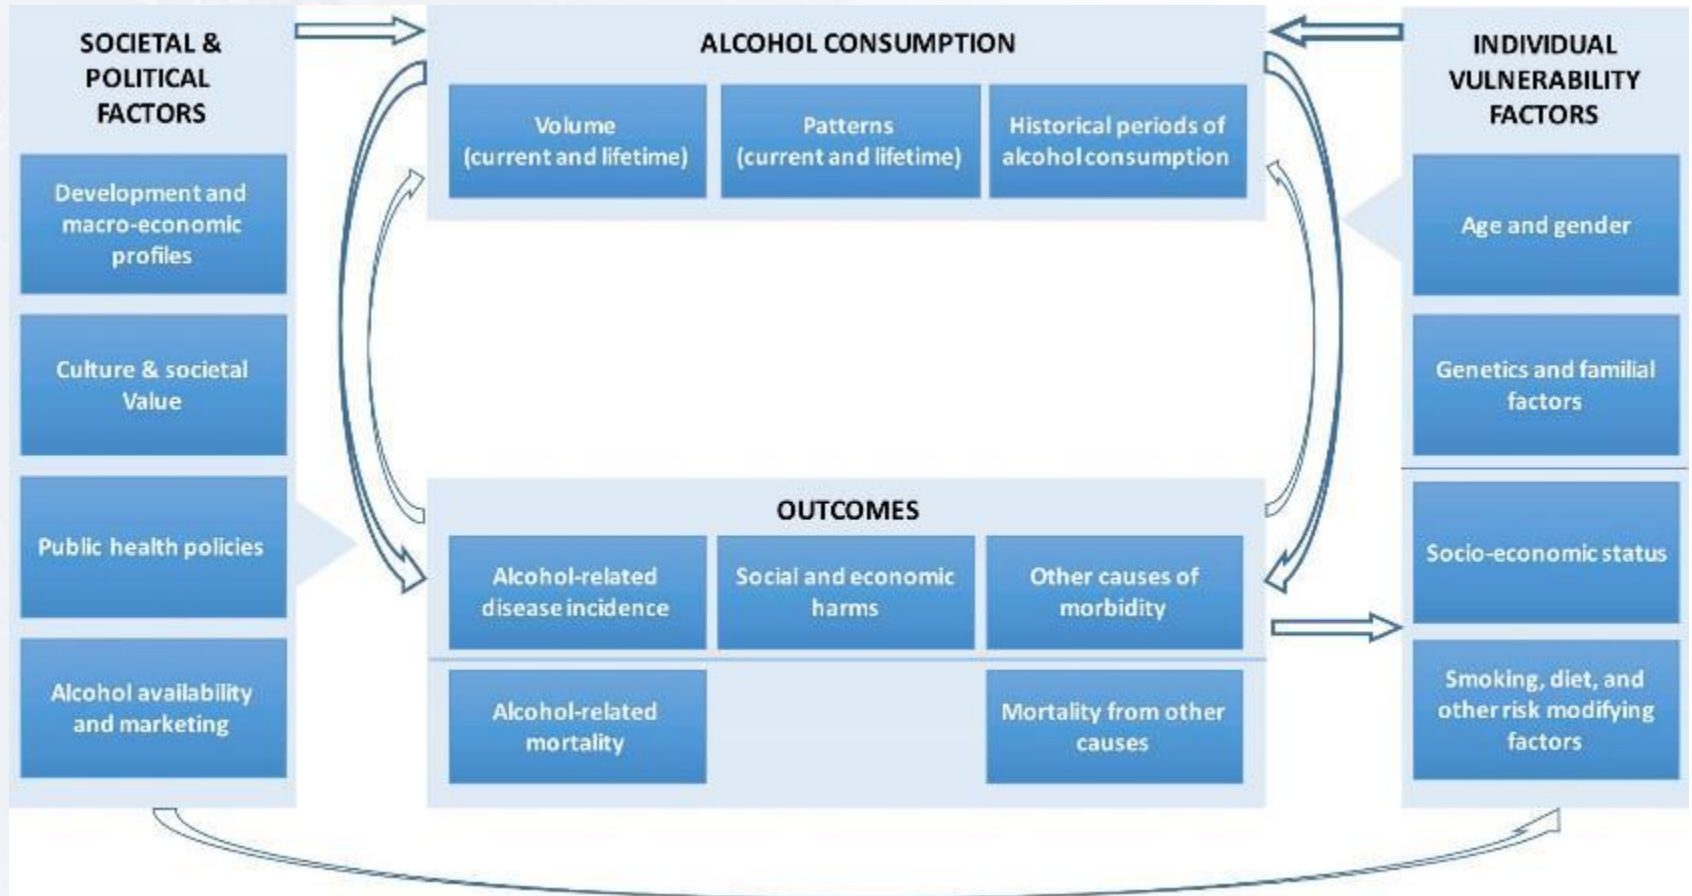 SOCIETAL &
POLITICAL
FACTORS
Development and
macro-economic
profiles
Culture & societal
Value
Public health policies
Alcohol availability
and marketing
ALCOHOL CONSUMPTION
Volume
(current and lifetime)
Patterns
(current and lifetime)
Historical periods of
alcohol consumption
OUTCOMES
Alcohol-related
disease incidence
Social and economic
harms
Other causes of
morbidity
Alcohol-related
mortality
Mortality from other
causes
INDIVIDUAL
VULNERABILITY
FACTORS
Age and gender
Genetics and familial
factors
Socio-economic status
Smoking, diet, and
other risk modifying
factors